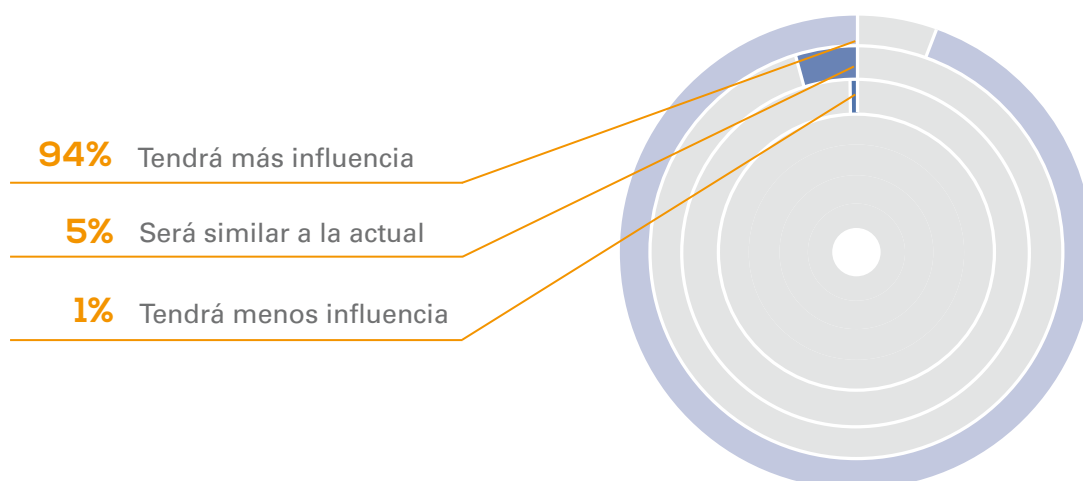 94% Tendrá más influencia
5% Será similar a la actual
1% Tendrá menos influencia